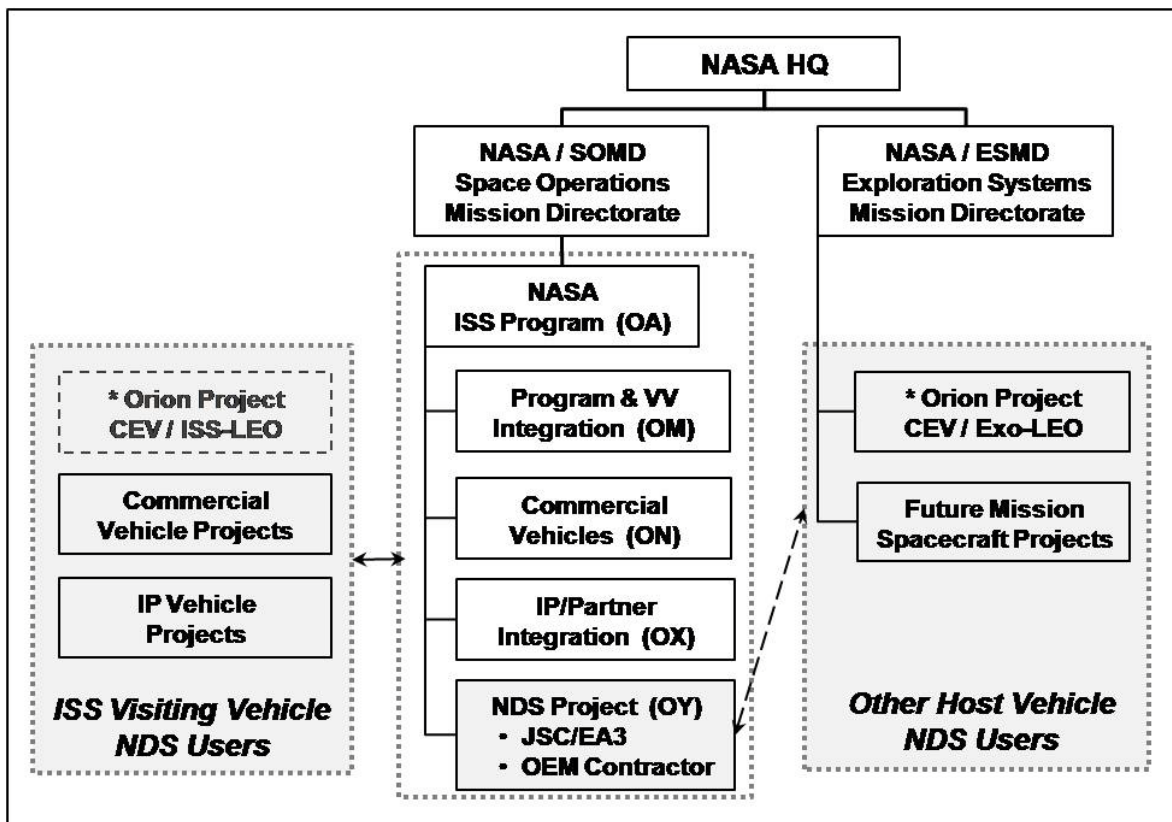 NASA HQ
NASA / SOMD
Space Operations
Mission Directorate
NASA / ESMD
Exploration Systems
Mission Directorate
NASA
ISS Program (OA)
* Orion Project
CEV / ISS-LEO
Commercial
Vehicle Projects
IP Vehicle
Projects
ISS Visiting Vehicle
NDS Users
Program & VV
Integration (OM)
Commercial
Vehicles (ON)
IP/Partner
Integration (OX)
NDS Project (OY)
• JSC/EA3
• OEM Contractor
* Orion Project
CEV / Exo-LEO
Future Mission
Spacecraft Projects
Other Host Vehicle
NDS Users